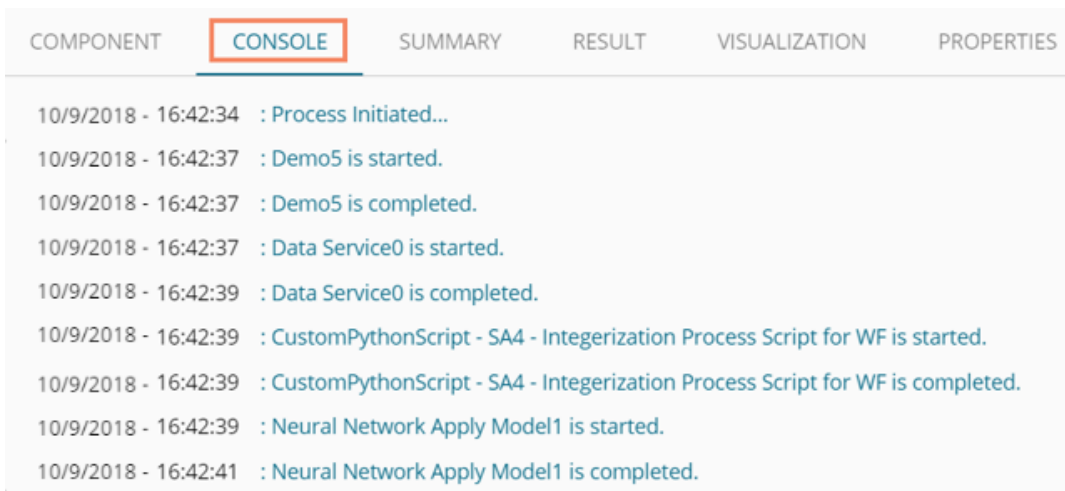 COMPONENT CONSOLE SUMMARY RESULT VISUALIZATION PROPERTIES
10/9/2018 - 16:42:34 : Process Initiated...
10/9/2018 - 16:42:37 : Demo5 is started.
10/9/2018 - 16:42:37 : Demo5 is completed.
10/9/2018 - 16:42:37 : Data Service0 is started.
10/9/2018 - 16:42:39 : Data Service0 is completed.
10/9/2018 - 16:42:39 : CustomPythonScript - SA4 - Integerization Process Script for WF is started.
10/9/2018 - 16:42:39 : CustomPythonScript - SA4 - Integerization Process Script for WF is completed.
10/9/2018 - 16:42:39 : Neural Network Apply Model1 is started.
10/9/2018 - 16:42:41 : Neural Network Apply Model1 is completed.